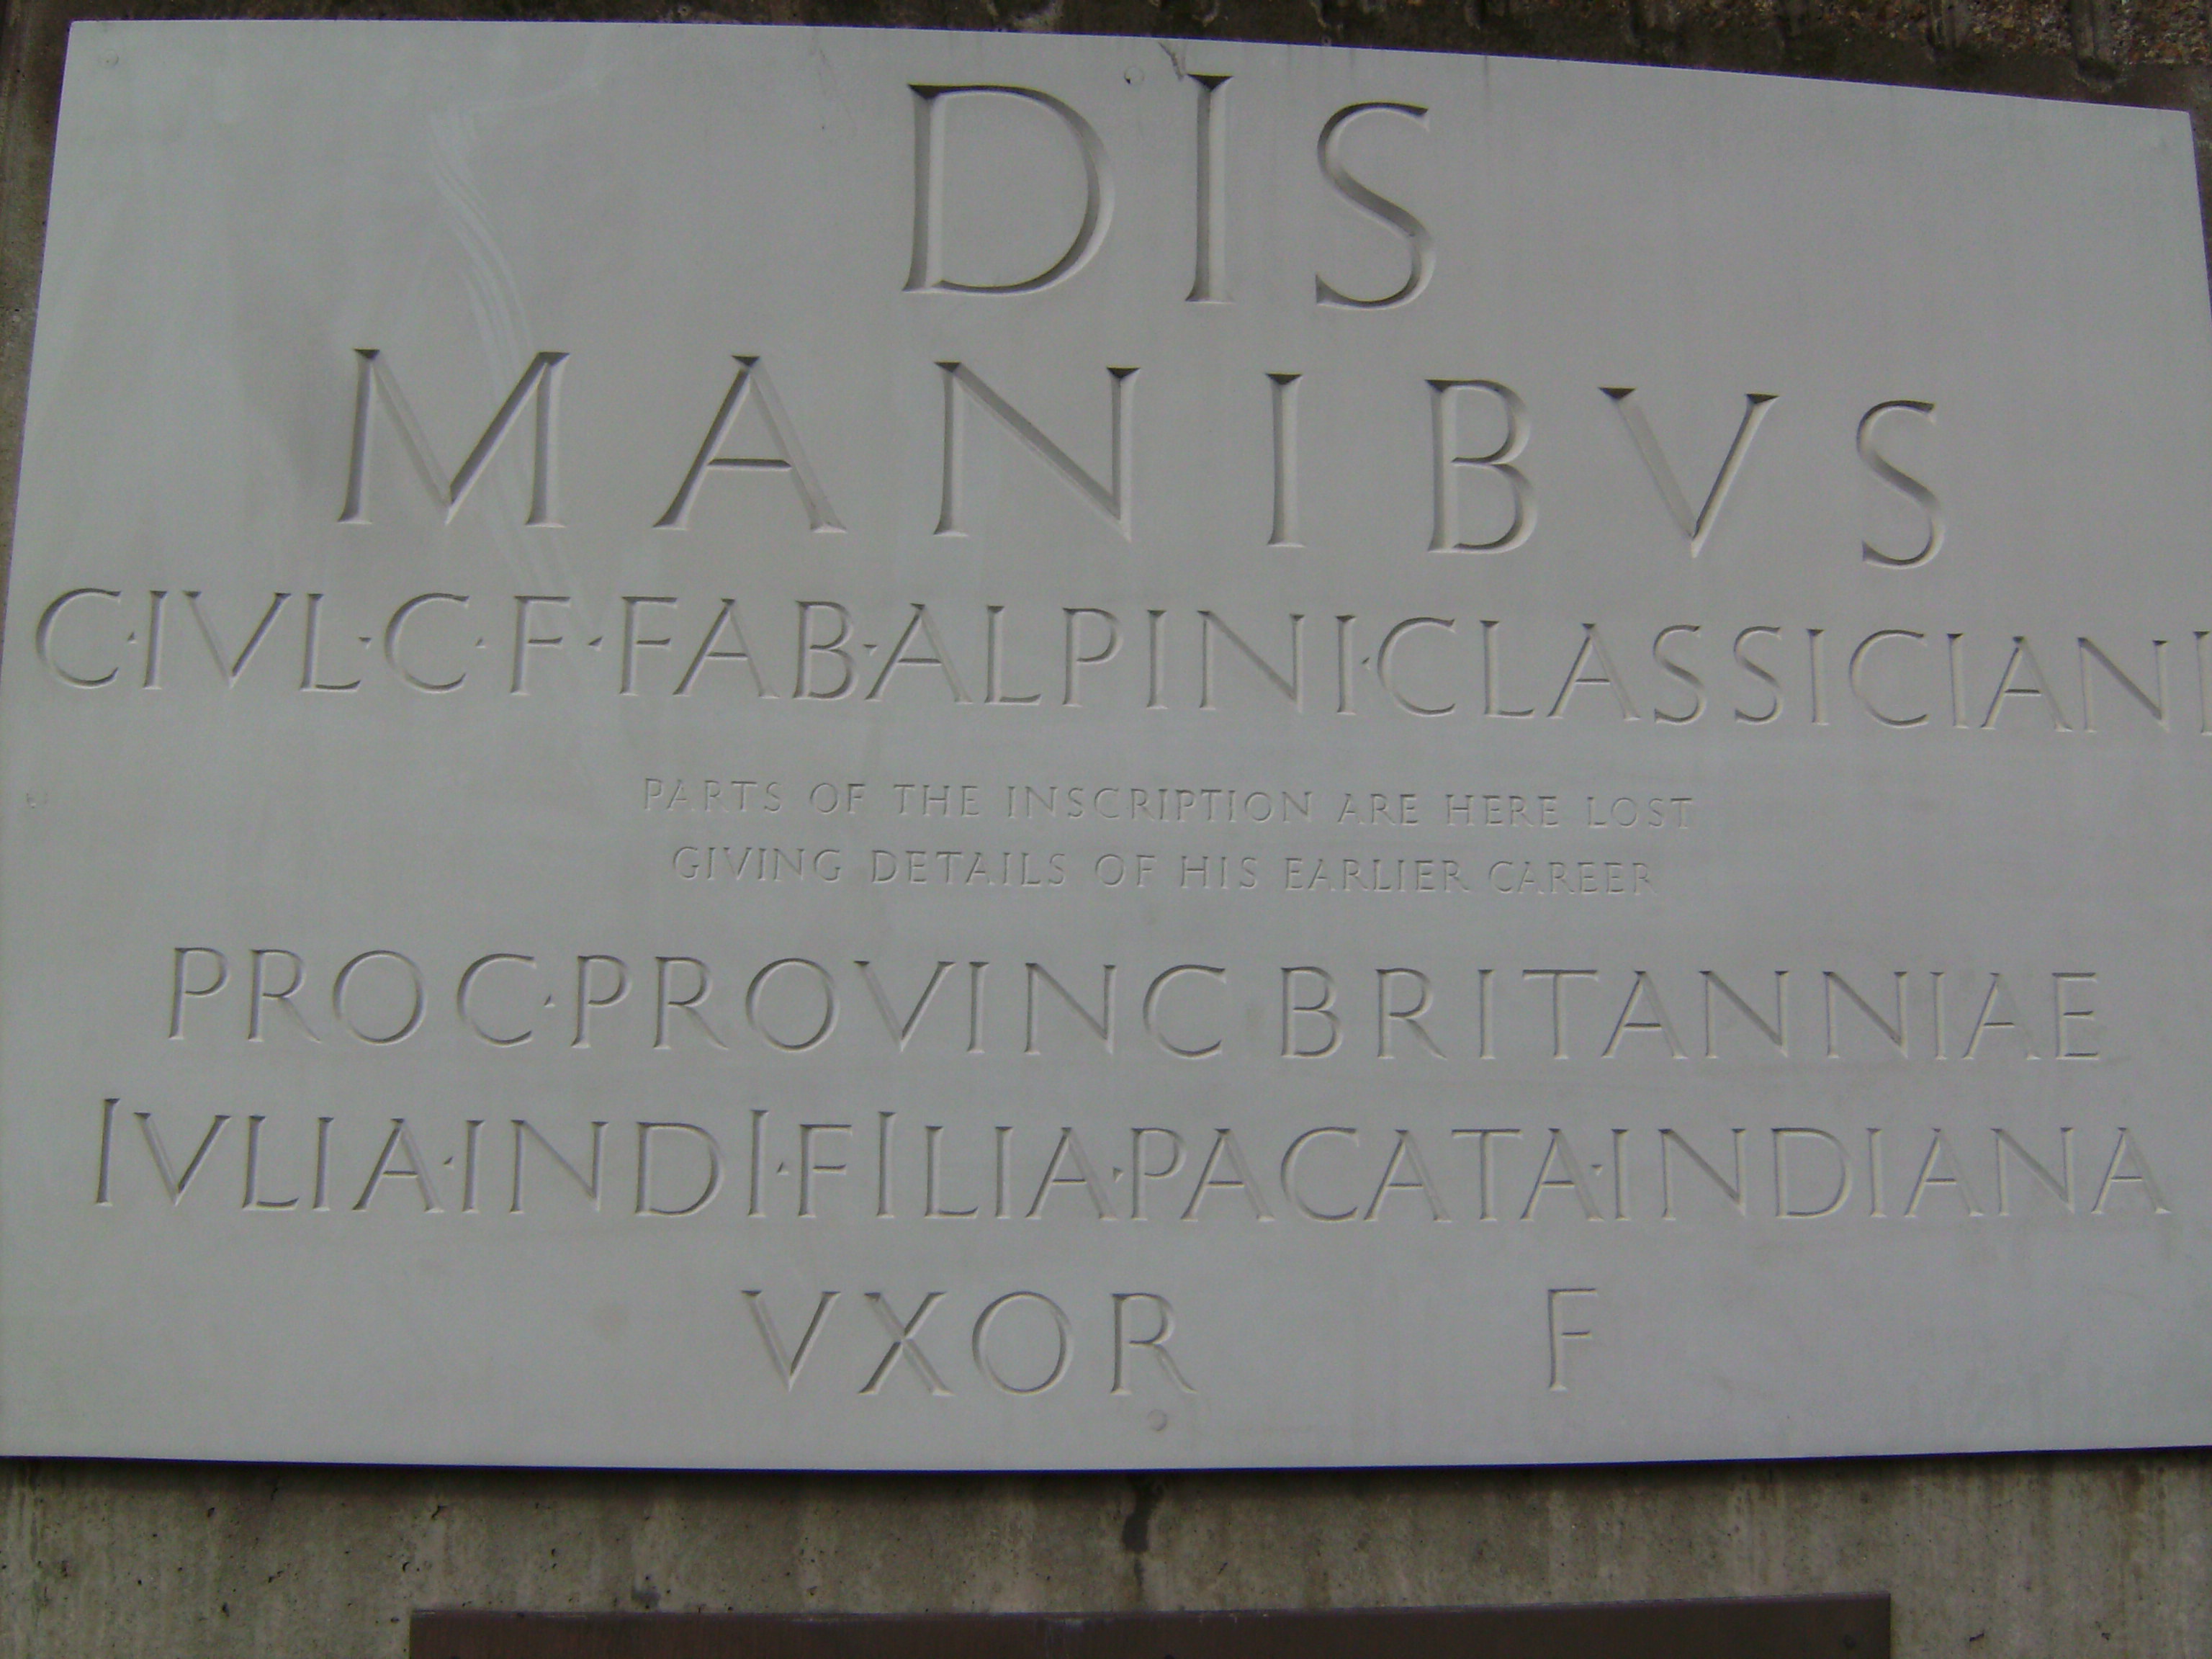 DIS
MANIBVS
C·IVL·C·F·FAB·ALPINI·CLASSICIANI
PARTS OF THE INSCRIPTION ARE HERE LOST
GIVING DETAILS OF HIS EARLIER CAREER
PROC·PROVINC BRITANNIAE
IVLIA·INDI·FILIA·PACATA·INDIANA
VXOR F